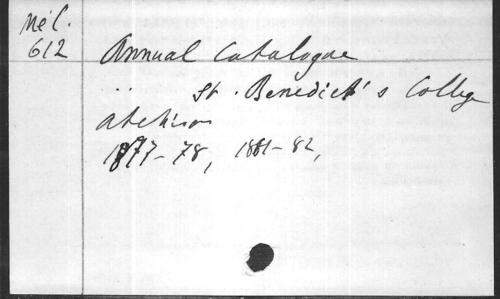 Mél.
612
Annual Catalogue
.. St. Benedict's College
Atchison
1877-78, 1881-82,